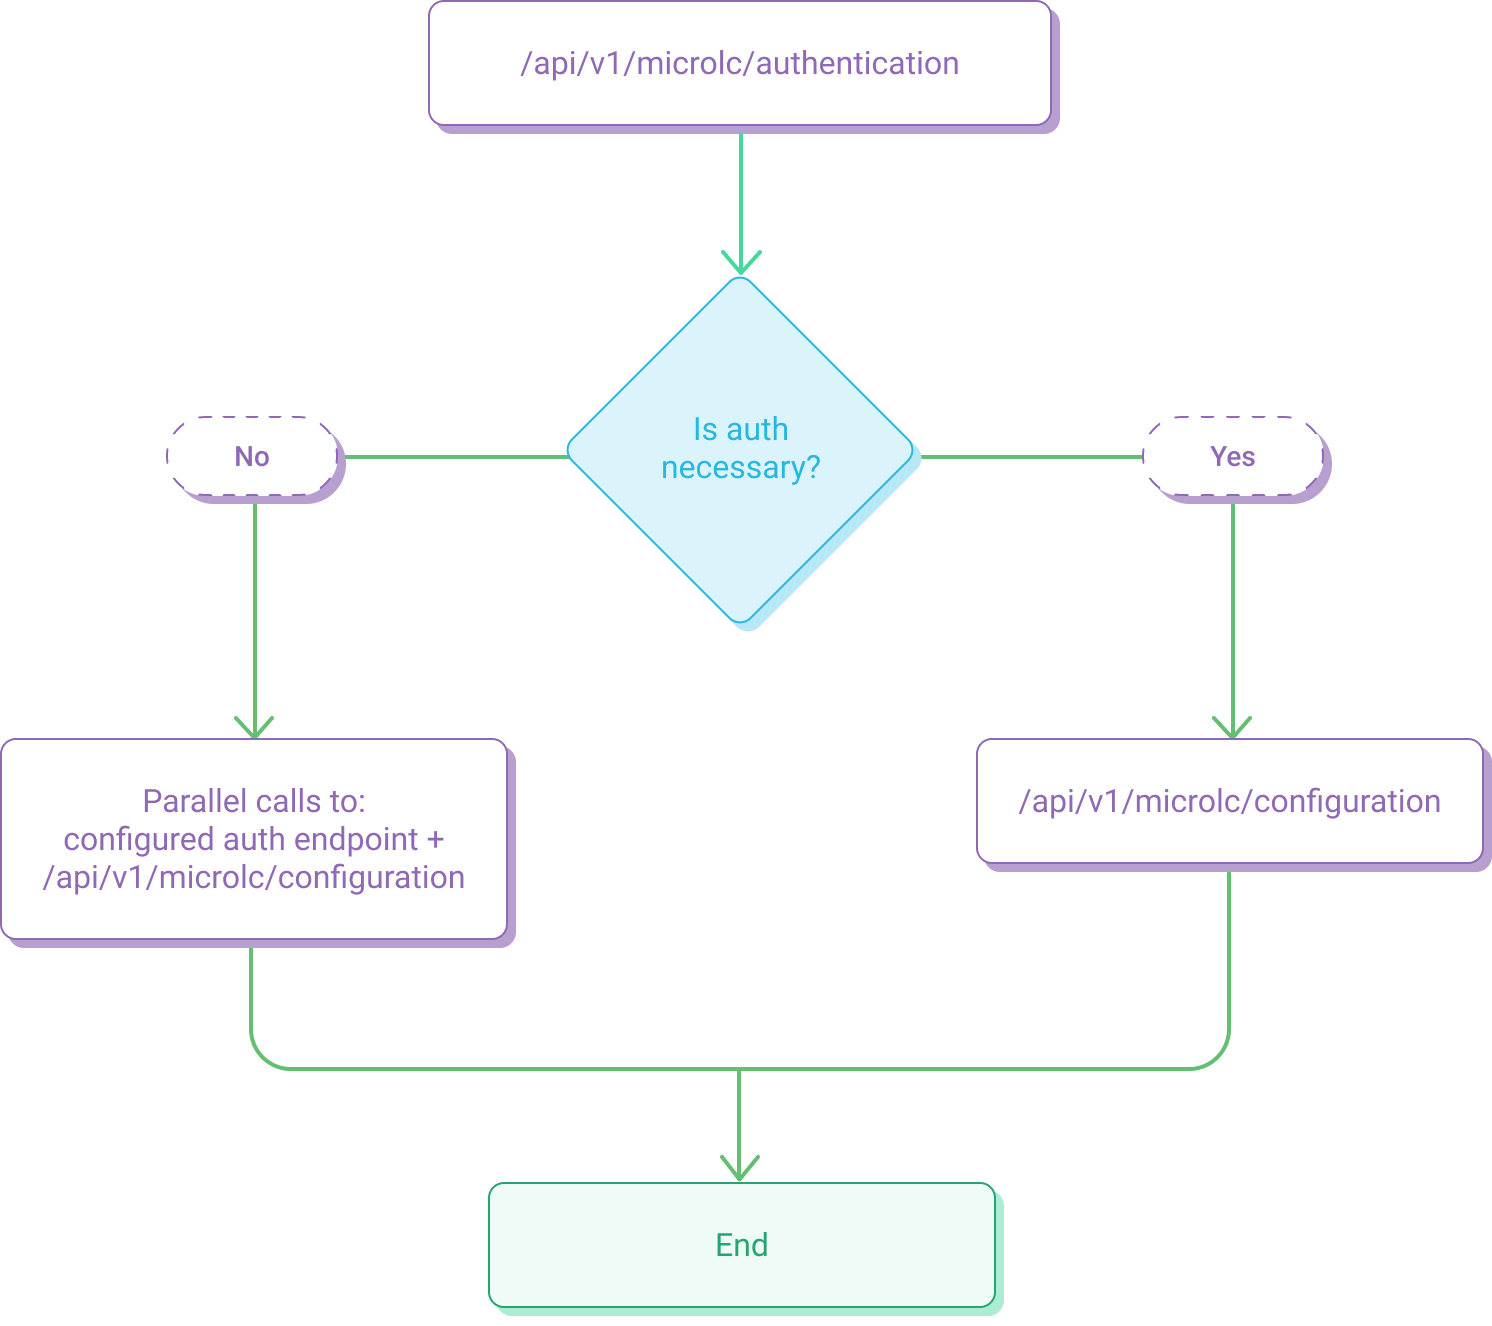 /api/v1/microlc/authentication
Is auth
necessary?
No
Yes
Parallel calls to:
configured auth endpoint +
/api/v1/microlc/configuration
/api/v1/microlc/configuration
End